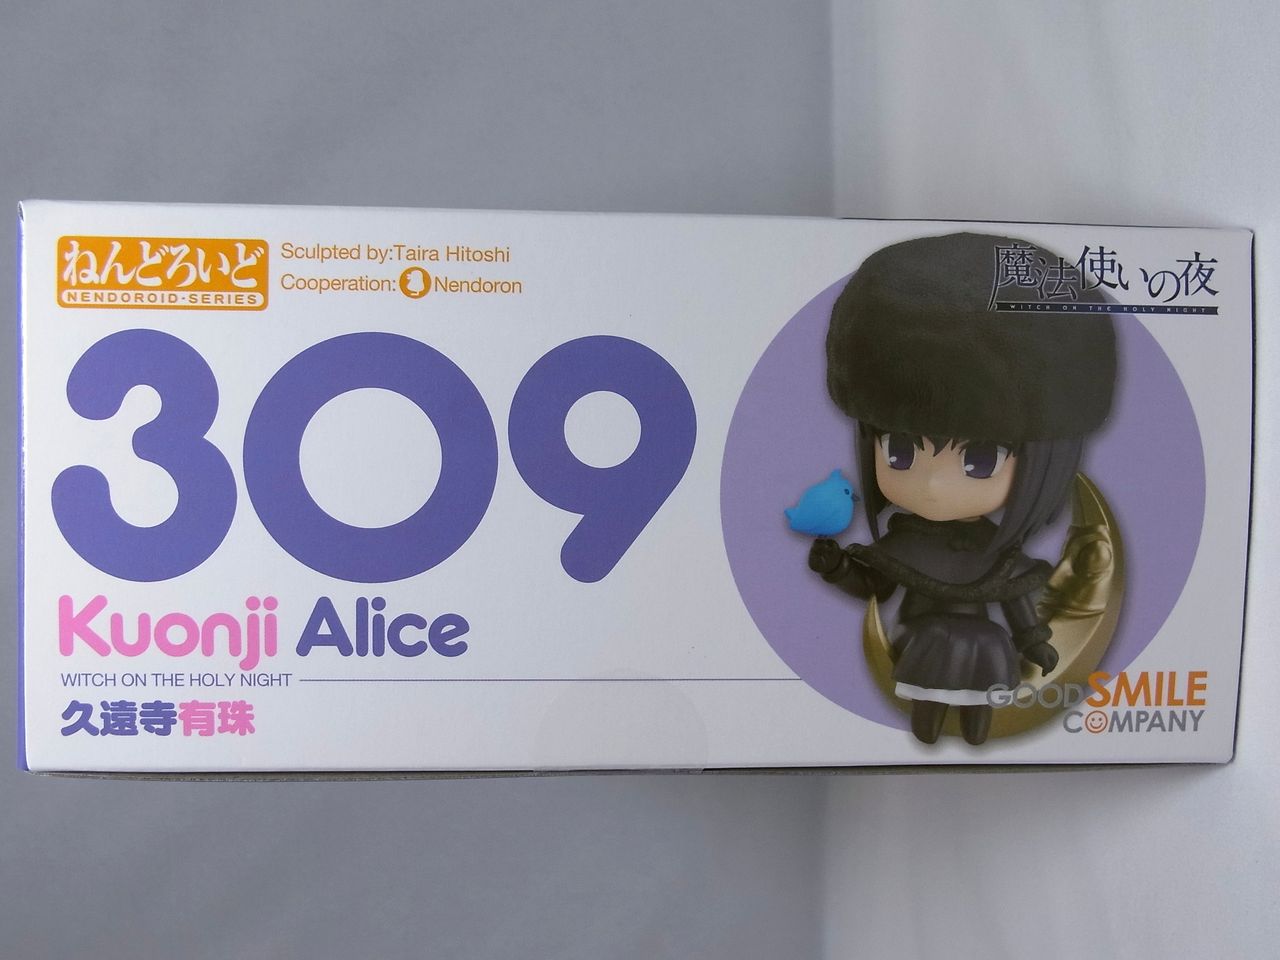 ねんどろいど
NENDOROID·SERIES
Sculpted by:Taira Hitoshi
Cooperation: Nendoron
魔法使いの夜
WITCH ON THE HOLY NIGHT
309
Kuonji Alice
WITCH ON THE HOLY NIGHT
久遠寺有珠
GOOD SMILE
COMPANY